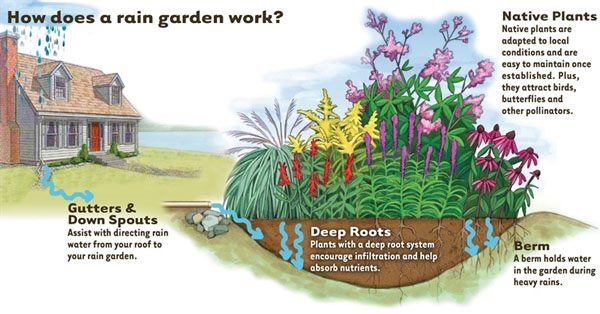 How does a rain garden work?
Native Plants
Native plants are
adapted to local
conditions and are
easy to maintain once
established. Plus,
they attract birds,
butterflies and
other pollinators.
Gutters &
Down Spouts
Assist with directing rain
water from your roof to
your rain garden.
Deep Roots
Plants with a deep root system
encourage infiltration and help
absorb nutrients.
Berm
A berm holds water
in the garden during
heavy rains.